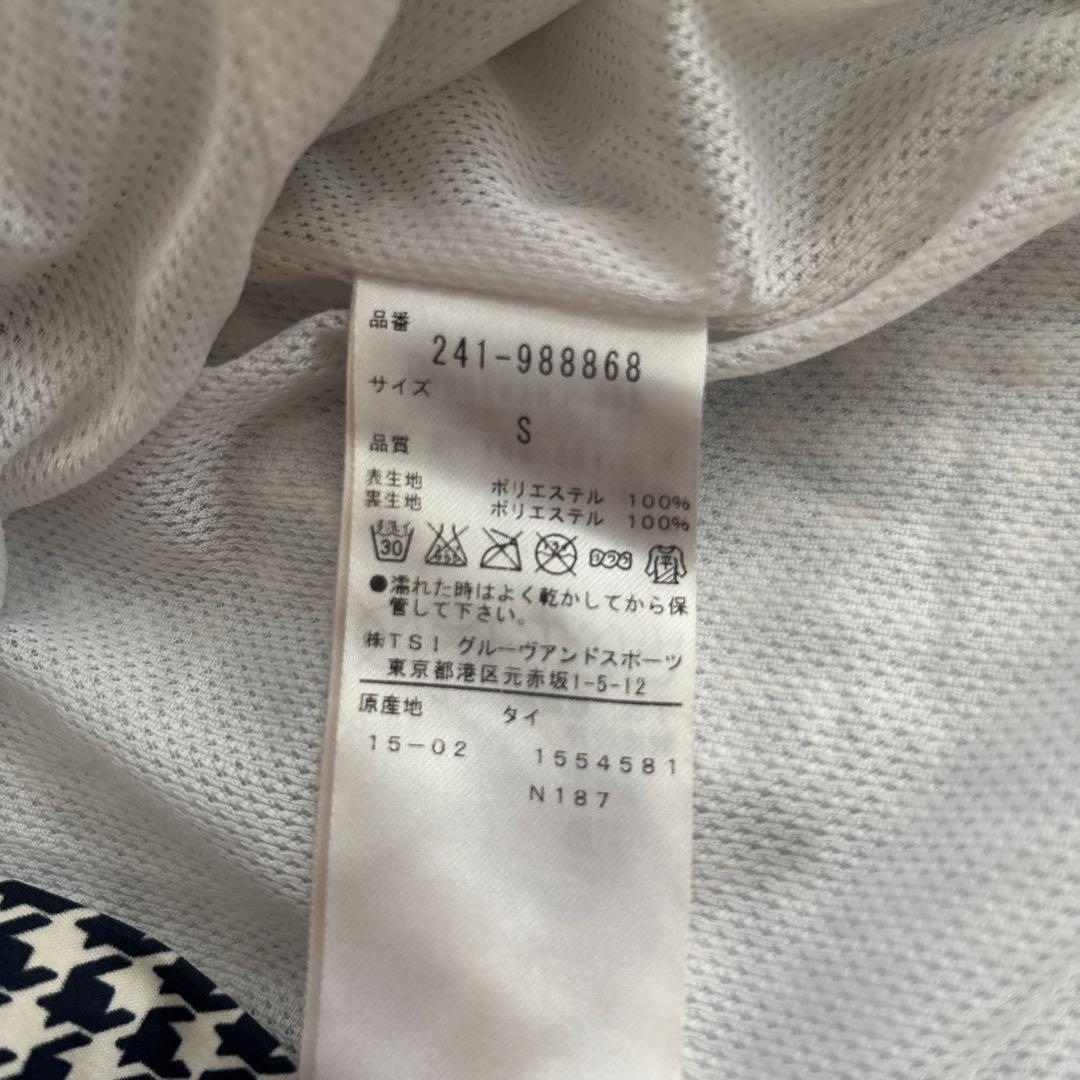 品番
241-988868
サイズ
S
品質
表生地 ポリエステル 100%
裏生地 ポリエステル 100%
手洗イ
30
平
●濡れた時はよく乾かしてから保
管して下さい。
㈱TSI グルーヴアンドスポーツ
東京都港区元赤坂1-5-12
原産地 タイ
15-02 1554581
N187